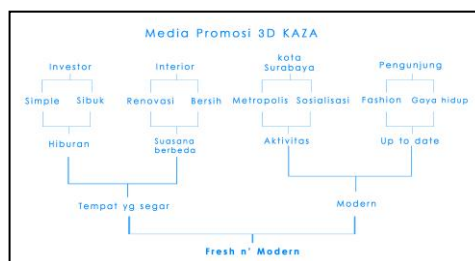 Media Promosi 3D KAZA
Investor Interior kota Surabaya Pengunjung
Simple Sibuk Renovasi Bersih Metropolis Sosialisasi Fashion Gaya hidup
Hiburan Suasana berbeda Aktivitas Up to date
Tempat yg segar Modern
Fresh n' Modern